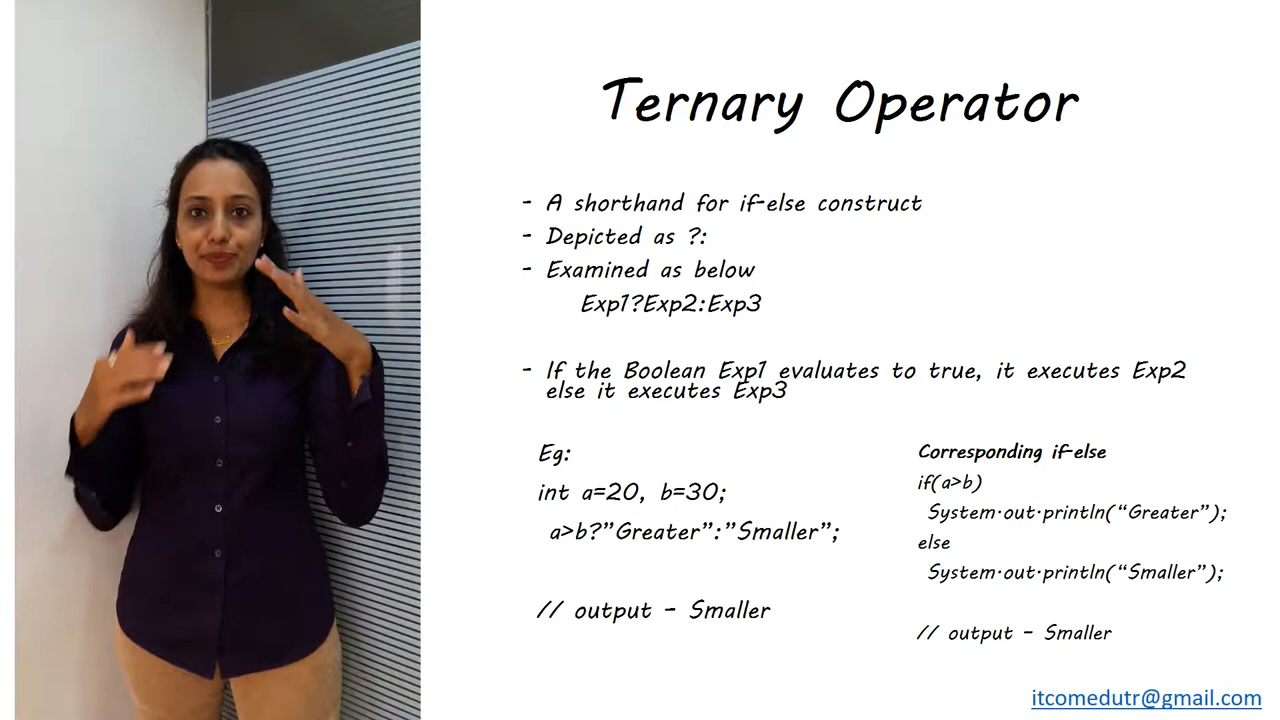 Ternary Operator
- A shorthand for if-else construct
- Depicted as ?:
- Examined as below
Exp1?Exp2:Exp3
- If the Boolean Exp1 evaluates to true, it executes Exp2
else it executes Exp3
Eg:
int a=20, b=30;
a>b?”Greater”:”Smaller”;
// output - Smaller
Corresponding if-else
if(a>b)
System.out.println(“Greater”);
else
System.out.println(“Smaller”);
// output - Smaller
itcomedutr@gmail.com